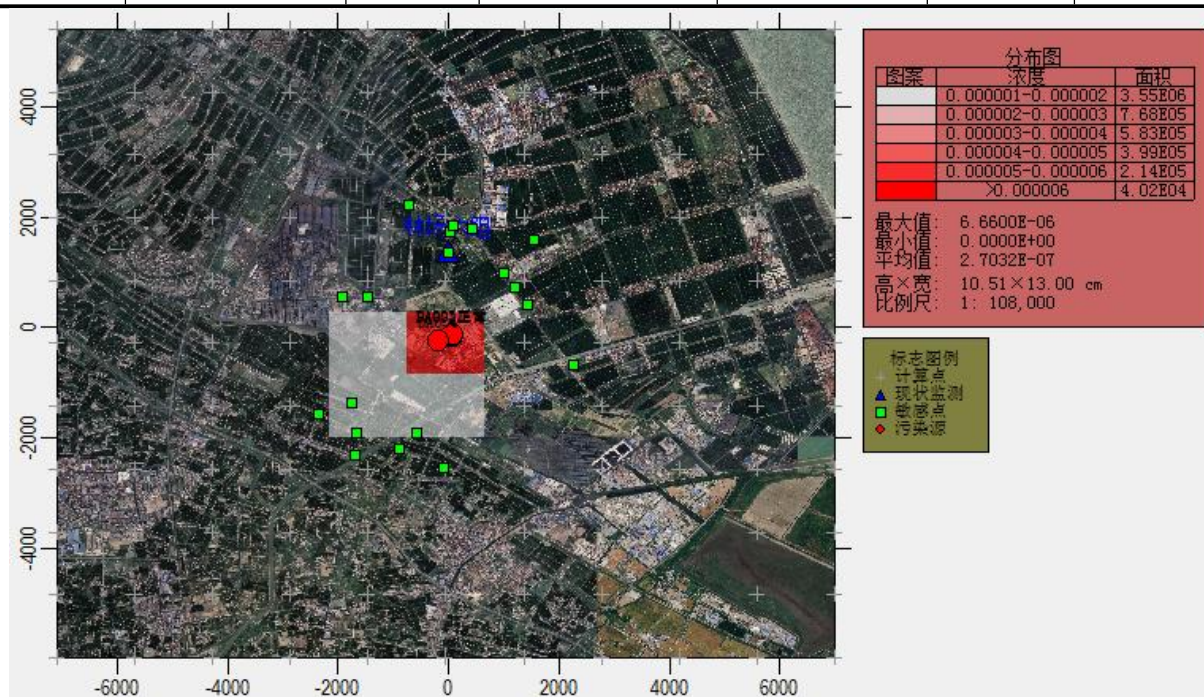 分布图
图案 浓度 面积
0.000001-0.000002 3.55E06
0.000002-0.000003 7.68E05
0.000003-0.000004 5.83E05
0.000004-0.000005 3.99E05
0.000005-0.000006 2.14E05
>0.000006 4.02E04
最大值: 6.6600E-06
最小值: 0.0000E+00
平均值: 2.7032E-07
高×宽: 10.51×13.00 cm
比例尺: 1: 108,000
标志图例
计算点
现状监测
敏感点
污染源
4000
2000
0
-2000
-4000
-6000 -4000 -2000 0 2000 4000 6000